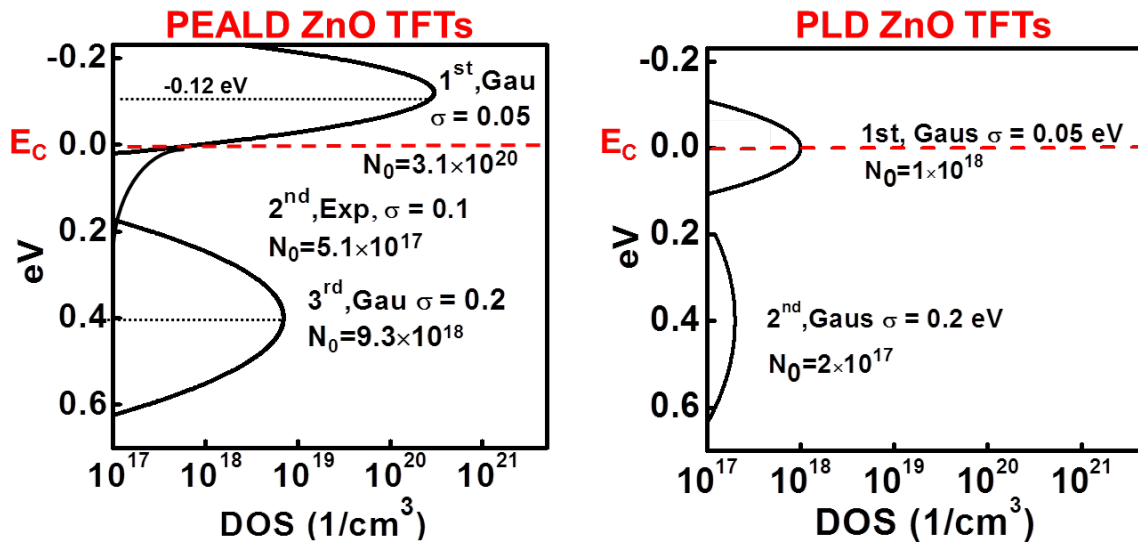 PEALD ZnO TFTs
-0.2
-0.12 eV
1st,Gau
σ = 0.05
EC
0.0
N0=3.1×10^20
0.2
2nd,Exp, σ = 0.1
N0=5.1×10^17
eV
3rd,Gau σ = 0.2
0.4
N0=9.3×10^18
0.6
10^17 10^18 10^19 10^20 10^21
DOS (1/cm^3)
PLD ZnO TFTs
-0.2
1st, Gaus σ = 0.05 eV
EC
0.0
N0=1×10^18
0.2
eV
0.4
2nd,Gaus σ = 0.2 eV
N0=2×10^17
0.6
10^17 10^18 10^19 10^20 10^21
DOS (1/cm^3)